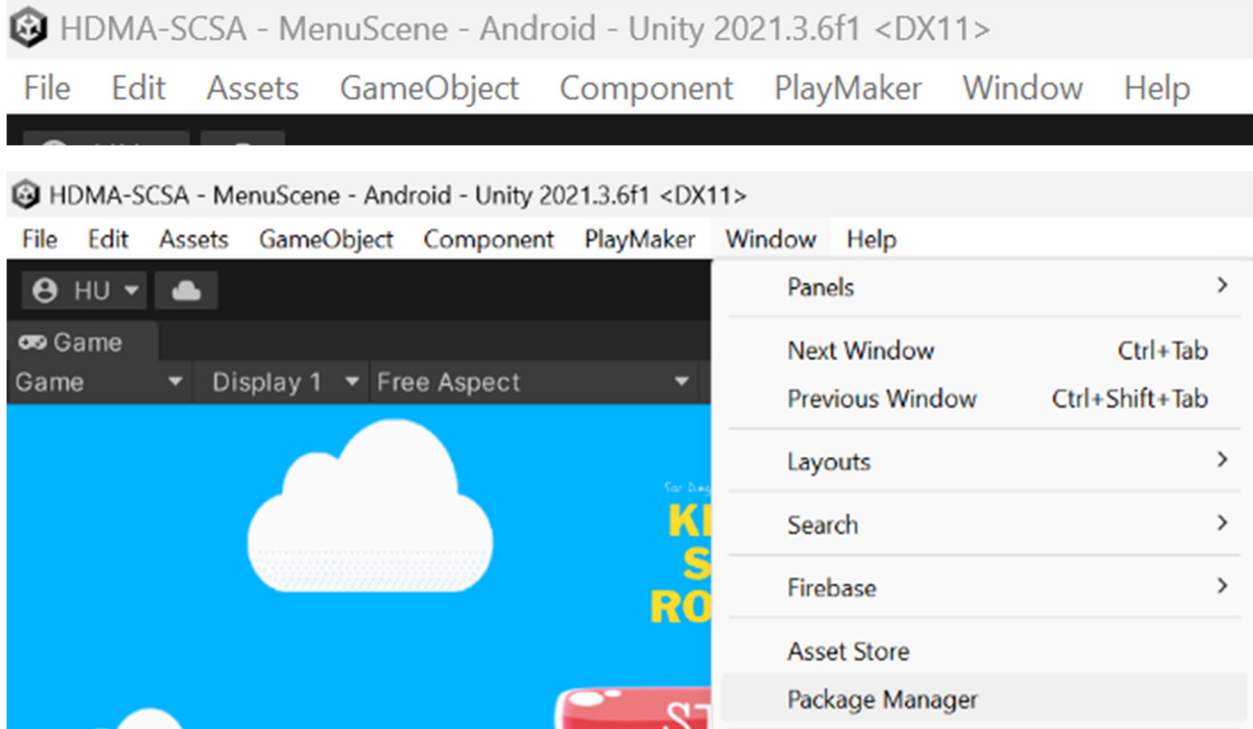 HDMA-SCSA - MenuScene - Android - Unity 2021.3.6f1 <DX11>
File Edit Assets GameObject Component PlayMaker Window Help
HDMA-SCSA - MenuScene - Android - Unity 2021.3.6f1 <DX11>
File Edit Assets GameObject Component PlayMaker Window Help
HU
Panels
Game
Next Window Ctrl+Tab
Game Display 1 Free Aspect
Previous Window Ctrl+Shift+Tab
Layouts
KI
Search
S
Firebase
RO
Asset Store
Package Manager
ST